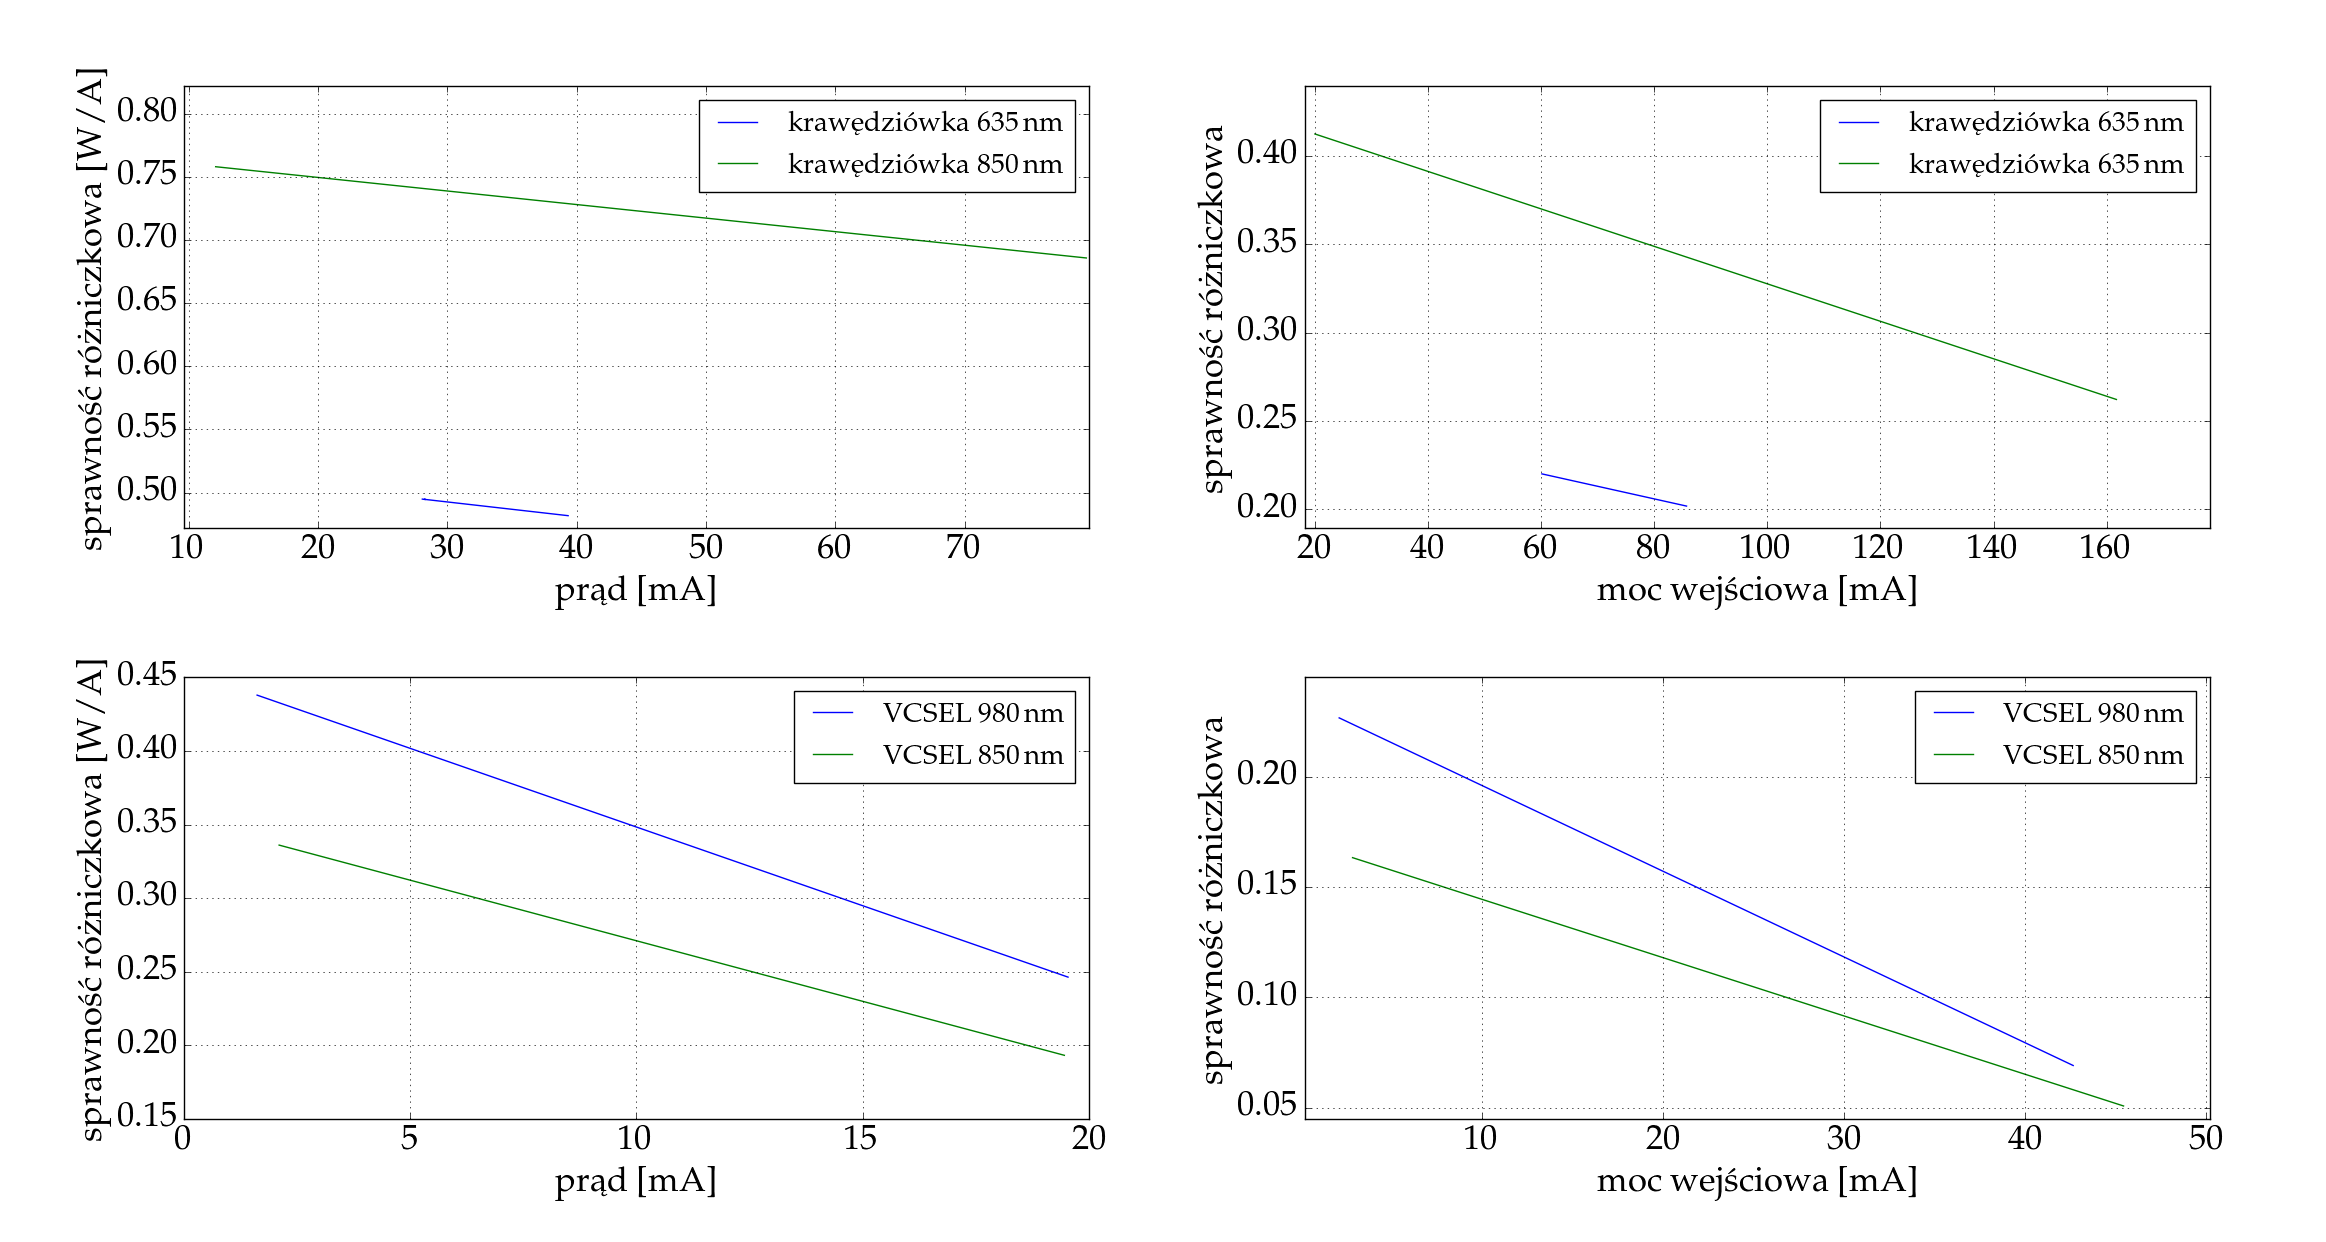 sprawność różniczkowa [W/A]
0.80
0.75
0.70
0.65
0.60
0.55
0.50
krawędziówka 635 nm
krawędziówka 850 nm
10 20 30 40 50 60 70
prąd [mA]
sprawność różniczkowa
0.40
0.35
0.30
0.25
0.20
krawędziówka 635 nm
krawędziówka 635 nm
20 40 60 80 100 120 140 160
moc wejściowa [mA]
sprawność różniczkowa [W/A]
0.45
0.40
0.35
0.30
0.25
0.20
0.15
VCSEL 980 nm
VCSEL 850 nm
0 5 10 15 20
prąd [mA]
sprawność różniczkowa
0.20
0.15
0.10
0.05
VCSEL 980 nm
VCSEL 850 nm
10 20 30 40 50
moc wejściowa [mA]